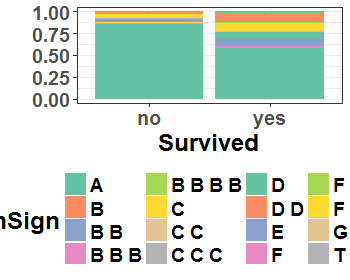 1.00
0.75
0.50
0.25
0.00
no yes
Survived
nSign
A B B B B D F
B C D D F
B B C C E G
B B B C C C F T